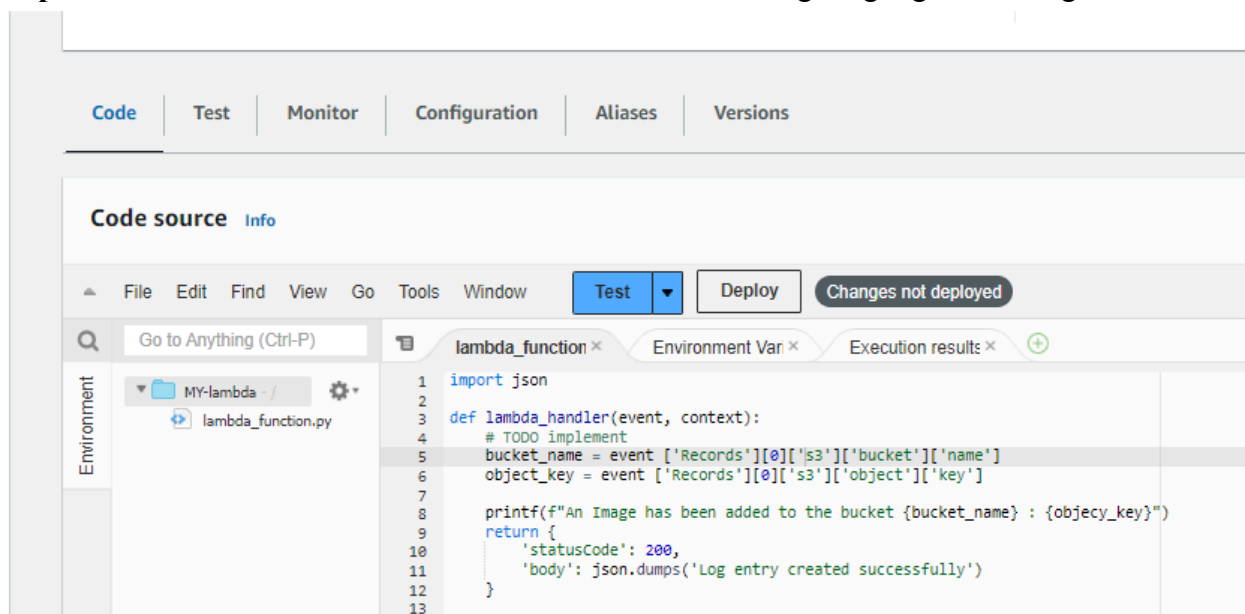 Code Test Monitor Configuration Aliases Versions
Code source Info
File Edit Find View Go Tools Window Test Deploy Changes not deployed
Go to Anything (Ctrl-P) lambda_function × Environment Vari × Execution results ×
Environment
MY-lambda - /
lambda_function.py
1 import json
2
3 def lambda_handler(event, context):
4 # TODO implement
5 bucket_name = event ['Records'][0]['s3']['bucket']['name']
6 object_key = event ['Records'][0]['s3']['object']['key']
7
8 printf(f"An Image has been added to the bucket {bucket_name} : {objecy_key}")
9 return {
10 'statusCode': 200,
11 'body': json.dumps('Log entry created successfully')
12 }
13